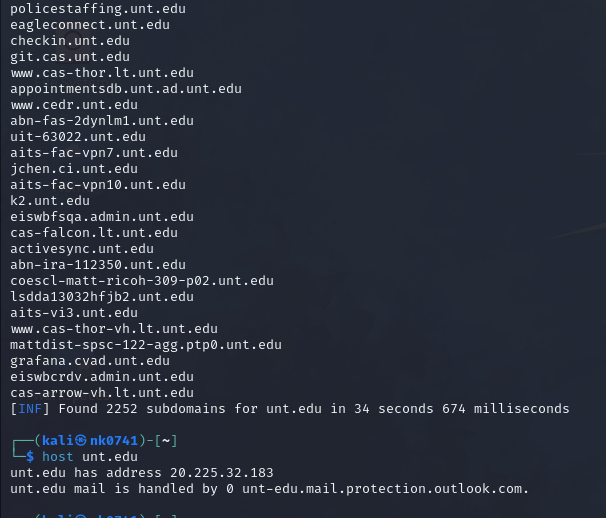 policestaffing.unt.edu
eagleconnect.unt.edu
checkin.unt.edu
git.cas.unt.edu
www.cas-thor.lt.unt.edu
appointmentsdb.unt.ad.unt.edu
www.cedr.unt.edu
abn-fas-2dynlm1.unt.edu
uit-63022.unt.edu
aits-fac-vpn7.unt.edu
jchen.ci.unt.edu
aits-fac-vpn10.unt.edu
k2.unt.edu
eiswbfsqa.admin.unt.edu
cas-falcon.lt.unt.edu
activesync.unt.edu
abn-ira-112350.unt.edu
coescl-matt-ricoh-309-p02.unt.edu
lsdda13032hfjb2.unt.edu
aits-vi3.unt.edu
www.cas-thor-vh.lt.unt.edu
mattdist-spsc-122-agg.ptp0.unt.edu
grafana.cvad.unt.edu
eiswbcrdv.admin.unt.edu
cas-arrow-vh.lt.unt.edu
[INF] Found 2252 subdomains for unt.edu in 34 seconds 674 milliseconds
┌──(kali㉿nk0741)-[~]
└─$ host unt.edu
unt.edu has address 20.225.32.183
unt.edu mail is handled by 0 unt-edu.mail.protection.outlook.com.